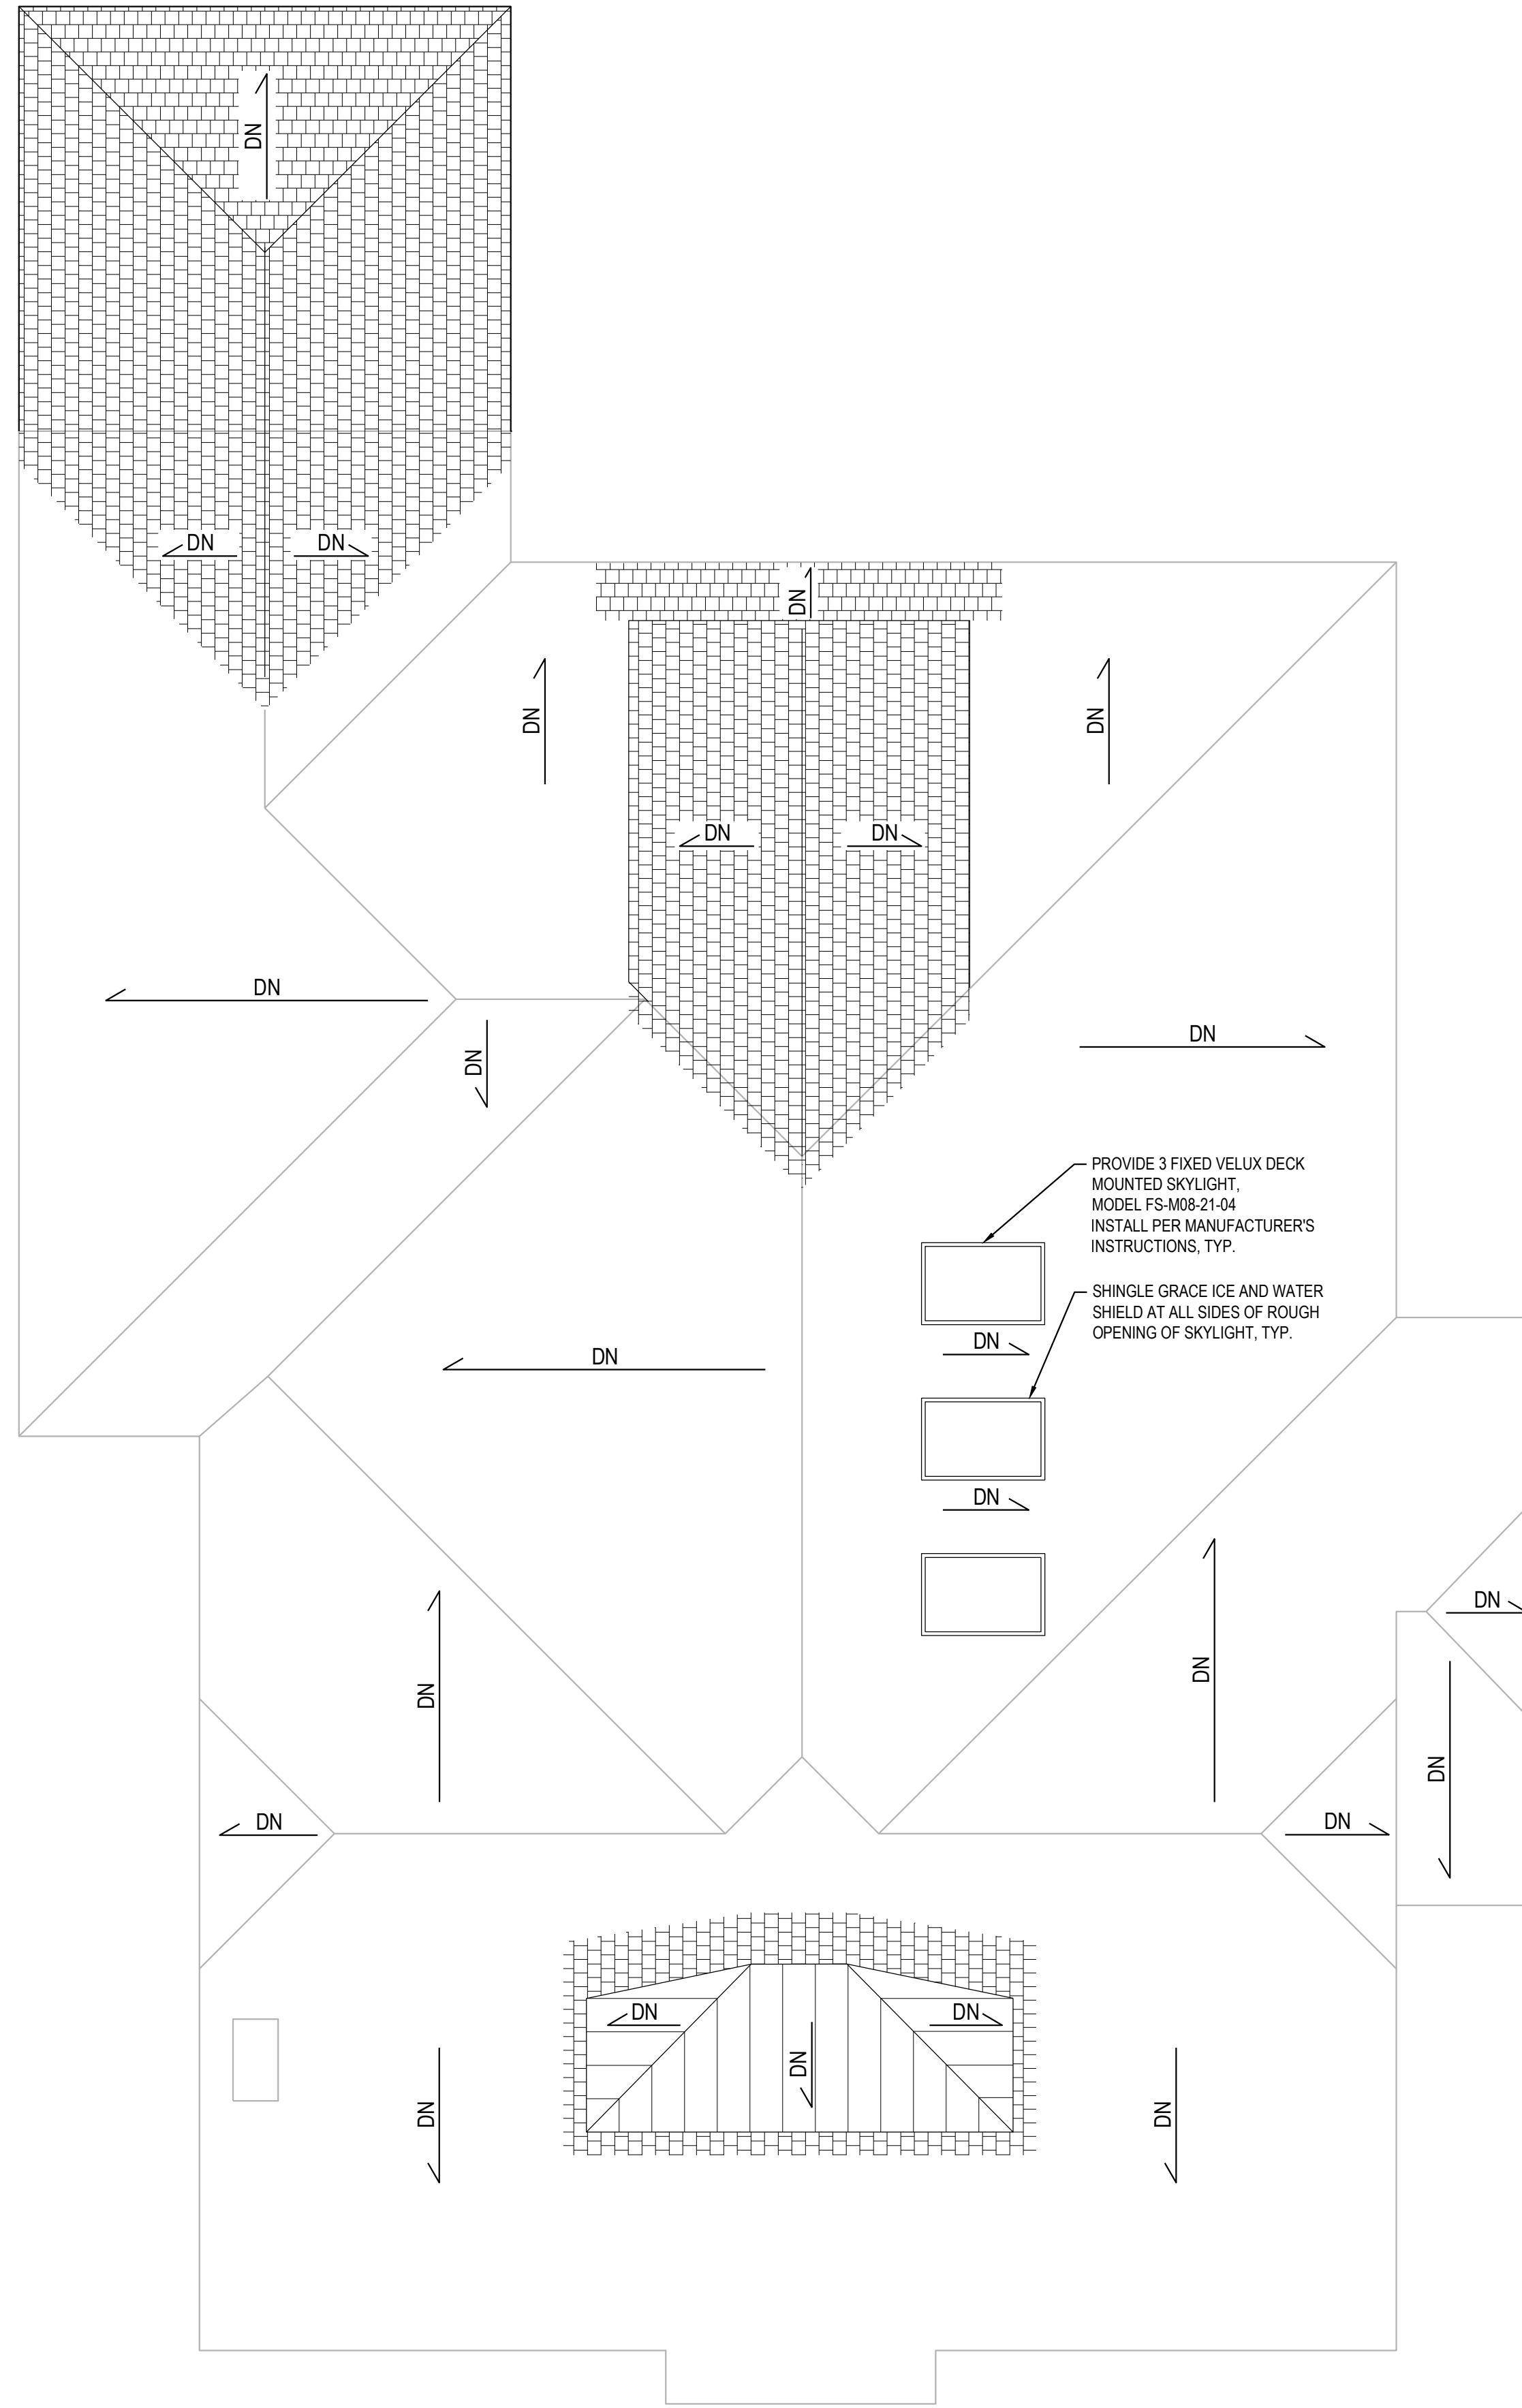 DN
DN
DN
DN
DN
DN
DN
DN
DN
DN
DN
PROVIDE 3 FIXED VELUX DECK
MOUNTED SKYLIGHT,
MODEL FS-M08-21-04
INSTALL PER MANUFACTURER'S
INSTRUCTIONS, TYP.
SHINGLE GRACE ICE AND WATER
SHIELD AT ALL SIDES OF ROUGH
OPENING OF SKYLIGHT, TYP.
DN
DN
DN
DN
DN
DN
DN
DN
DN
DN
DN
DN
DN
DN